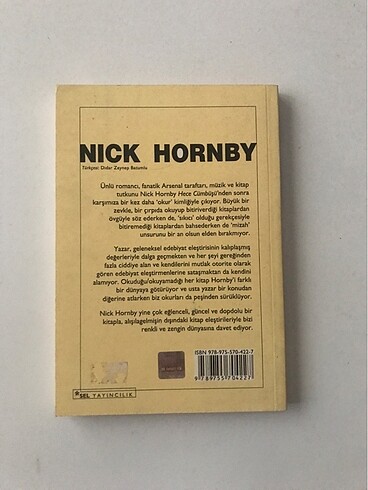 NICK HORNBY
Türkçesi: Didar Zeynep Batumlu
Ünlü romancı, fanatik Arsenal taraftarı, müzik ve kitap
tutkunu Nick Hornby Hece Cümbüşü'nden sonra
karşımıza bir kez daha 'okur' kimliğiyle çıkıyor. Büyük bir
zevkle, bir çırpıda okuyup bitiriverdiği kitaplardan
övgüyle söz ederken de, 'sıkıcı' olduğu gerekçesiyle
bitiremediği kitaplardan bahsederken de 'mizah'
unsurunu bir an olsun elden bırakmıyor.
Yazar, geleneksel edebiyat eleştirisinin kalıplaşmış
değerleriyle dalga geçmekten ve her şeyi gereğinden
fazla ciddiye alan ve kendilerini mutlak otorite olarak
gören edebiyat eleştirmenlerine sataşmaktan da kendini
alamıyor. Okuduğu/okuyamadığı her kitap Hornby'i farklı
bir dünyaya götürüyor ve usta yazar bir konudan
diğerine atlarken biz okurları da peşinden sürüklüyor.
Nick Hornby yine çok eğlenceli, güncel ve dopdolu bir
kitapla, alışılagelmişin dışındaki kitap eleştirileriyle bizi
renkli ve zengin dünyasına davet ediyor.
ISBN 978-975-570-422-7
9 789755 704227
SEL YAYINCILIK